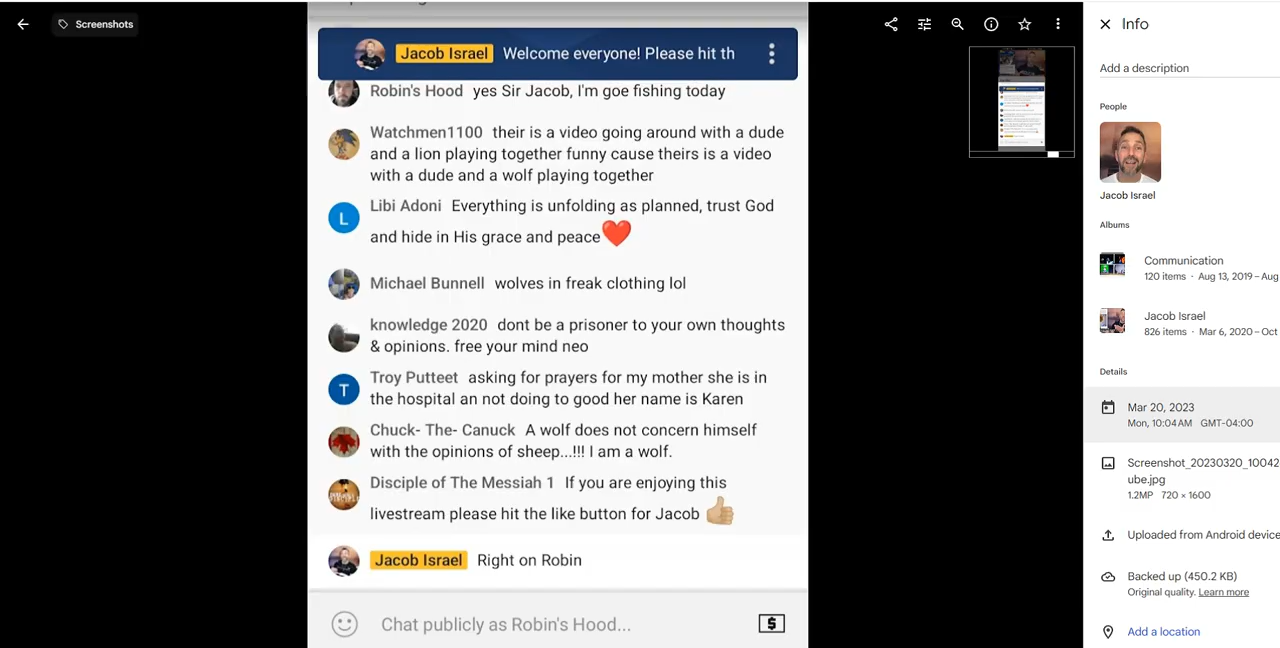 Screenshots
Jacob Israel Welcome everyone! Please hit th
Robin's Hood yes Sir Jacob, I'm goe fishing today
Watchmen1100 their is a video going around with a dude
and a lion playing together funny cause theirs is a video
with a dude and a wolf playing together
L
Libi Adoni Everything is unfolding as planned, trust God
and hide in His grace and peace❤️
Michael Bunnell wolves in freak clothing lol
knowledge 2020 dont be a prisoner to your own thoughts
& opinions. free your mind neo
T
Troy Putteet asking for prayers for my mother she is in
the hospital an not doing to good her name is Karen
Chuck- The- Canuck A wolf does not concern himself
with the opinions of sheep...!!! I am a wolf.
Disciple of The Messiah 1 If you are enjoying this
livestream please hit the like button for Jacob 👍🏼
Jacob Israel Right on Robin
Chat publicly as Robin's Hood...
$
Info
Add a description
People
Jacob Israel
Albums
Communication
120 items · Aug 13, 2019 – Aug
Jacob Israel
826 items · Mar 6, 2020 – Oct
Details
Mar 20, 2023
Mon, 10:04 AM GMT-04:00
Screenshot_20230320_10042
ube.jpg
1.2MP 720 × 1600
Uploaded from Android device
Backed up (450.2 KB)
Original quality. Learn more
Add a location